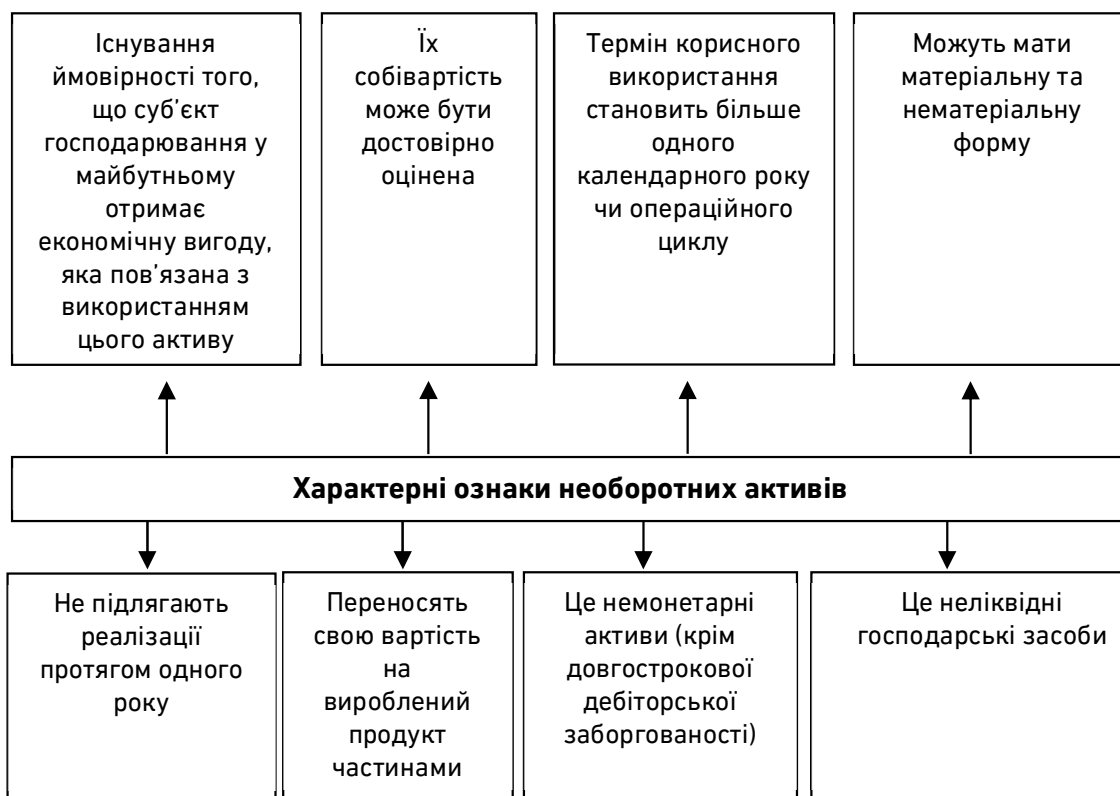 Існування
ймовірності того,
що суб’єкт
господарювання у
майбутньому
отримає
економічну вигоду,
яка пов’язана з
використанням
цього активу
Їх
собівартість
може бути
достовірно
оцінена
Термін корисного
використання
становить більше
одного
календарного року
чи операційного
циклу
Можуть мати
матеріальну та
нематеріальну
форму
Характерні ознаки необоротних активів
Не підлягають
реалізації
протягом одного
року
Переносять
свою вартість
на
вироблений
продукт
частинами
Це немонетарні
активи (крім
довгострокової
дебіторської
заборгованості)
Це неліквідні
господарські засоби